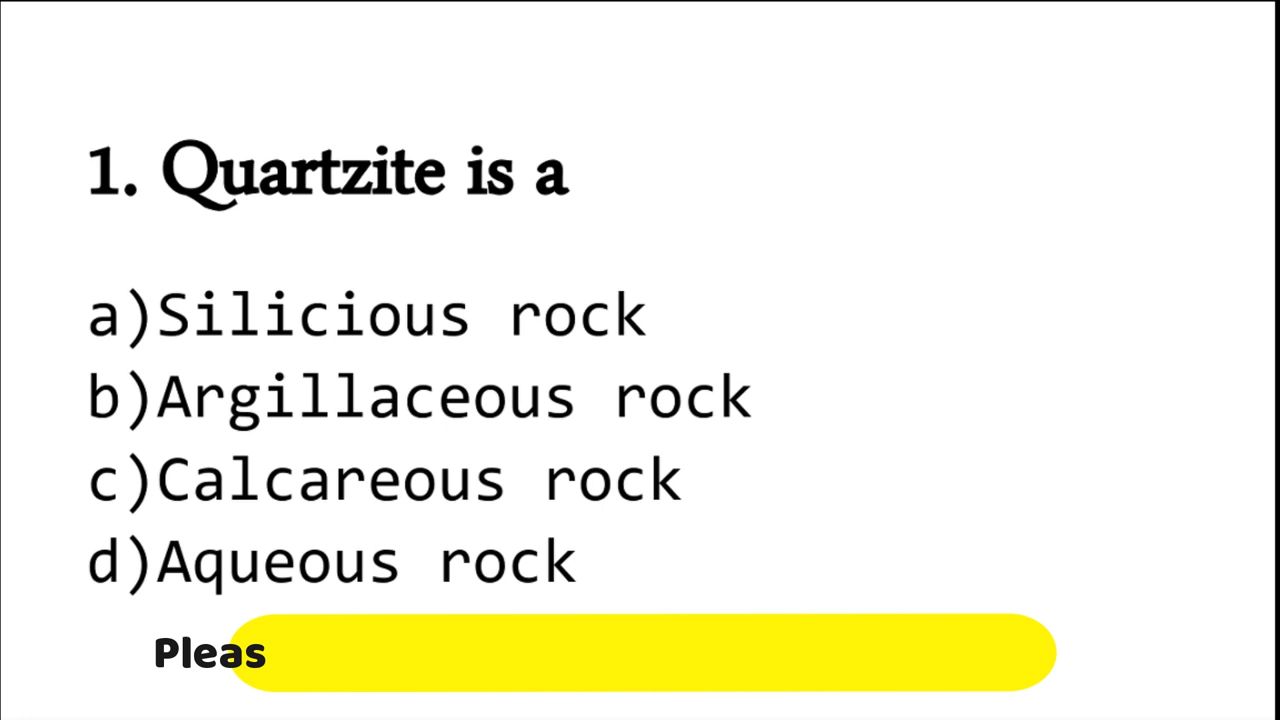 1. Quartzite is a
a)Silicious rock
b)Argillaceous rock
c)Calcareous rock
d)Aqueous rock
Pleas